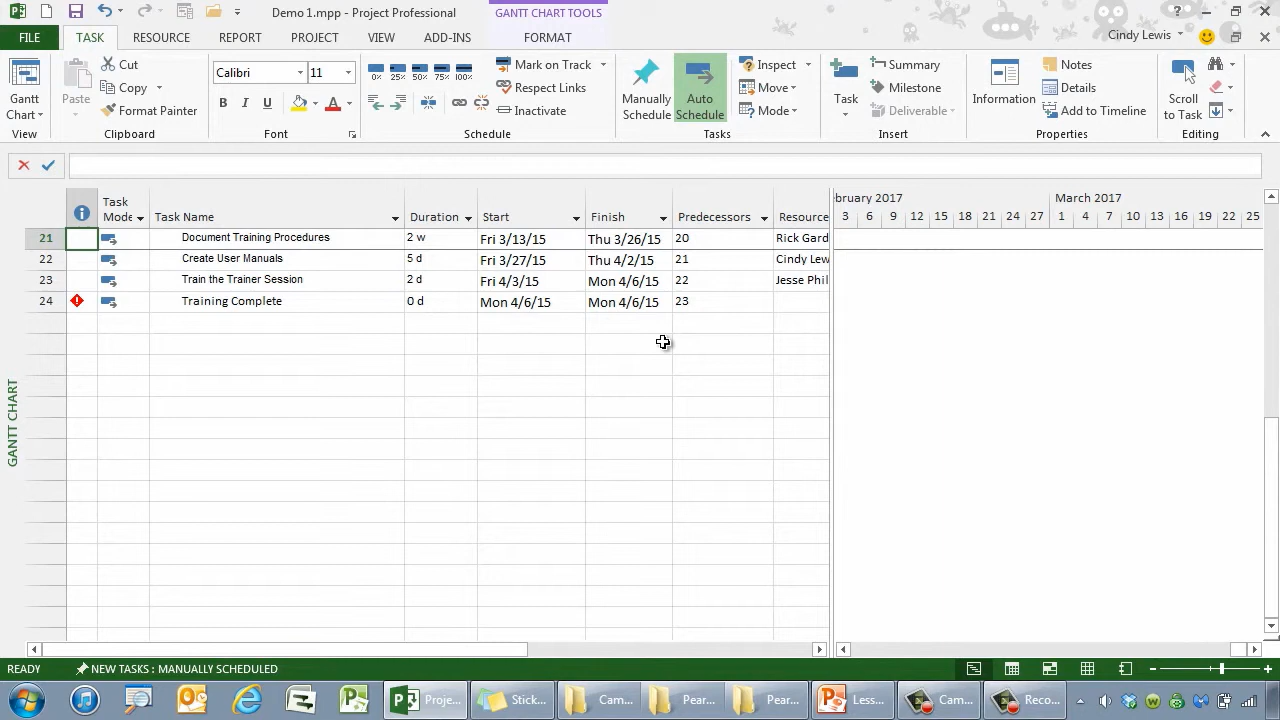 Demo 1.mpp - Project Professional
GANTT CHART TOOLS
?
FILE TASK RESOURCE REPORT PROJECT VIEW ADD-INS FORMAT
Cindy Lewis
Gantt Chart
View
Paste
Cut
Copy
Format Painter
Clipboard
Calibri 11
B I U A
Font
0% 25% 50% 75% 100%
Mark on Track
Respect Links
Inactivate
Schedule
Manually Schedule
Auto Schedule
Inspect
Move
Mode
Tasks
Task
Summary
Milestone
Deliverable
Insert
Information
Notes
Details
Add to Timeline
Properties
Scroll to Task
Editing
Task Mode Task Name Duration Start Finish Predecessors Resource
bruary 2017 March 2017
3 6 9 12 15 18 21 24 27 1 4 7 10 13 16 19 22 25
21 Document Training Procedures 2 w Fri 3/13/15 Thu 3/26/15 20 Rick Gard
22 Create User Manuals 5 d Fri 3/27/15 Thu 4/2/15 21 Cindy Lew
23 Train the Trainer Session 2 d Fri 4/3/15 Mon 4/6/15 22 Jesse Phil
24 Training Complete 0 d Mon 4/6/15 Mon 4/6/15 23
GANTT CHART
READY NEW TASKS : MANUALLY SCHEDULED
Proje... Stick... Cam... Pear... Pear... Less... Cam... Reco...